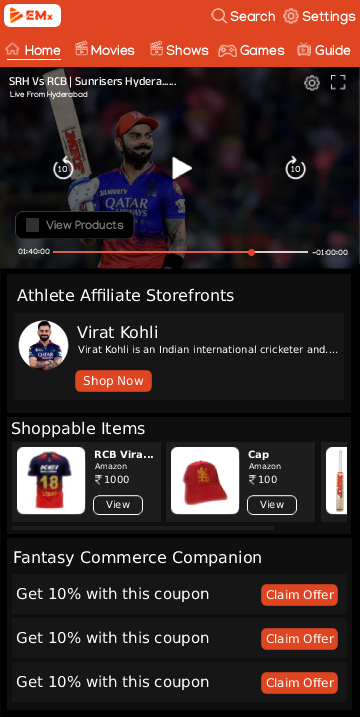 EMx
Search
Settings
Home
Movies
Shows
Games
Guide
SRH Vs RCB | Sunrisers Hydera......
Live From Hyderabad
10
10
QATAR
AIRWAYS
View Products
01:40:00
-01:00:00
Athlete Affiliate Storefronts
Virat Kohli
Virat Kohli is an Indian international cricketer and....
Shop Now
Shoppable Items
RCB Vira...
Amazon
₹1000
View
18
Cap
Amazon
₹100
View
Fantasy Commerce Companion
Get 10% with this coupon
Claim Offer
Get 10% with this coupon
Claim Offer
Get 10% with this coupon
Claim Offer